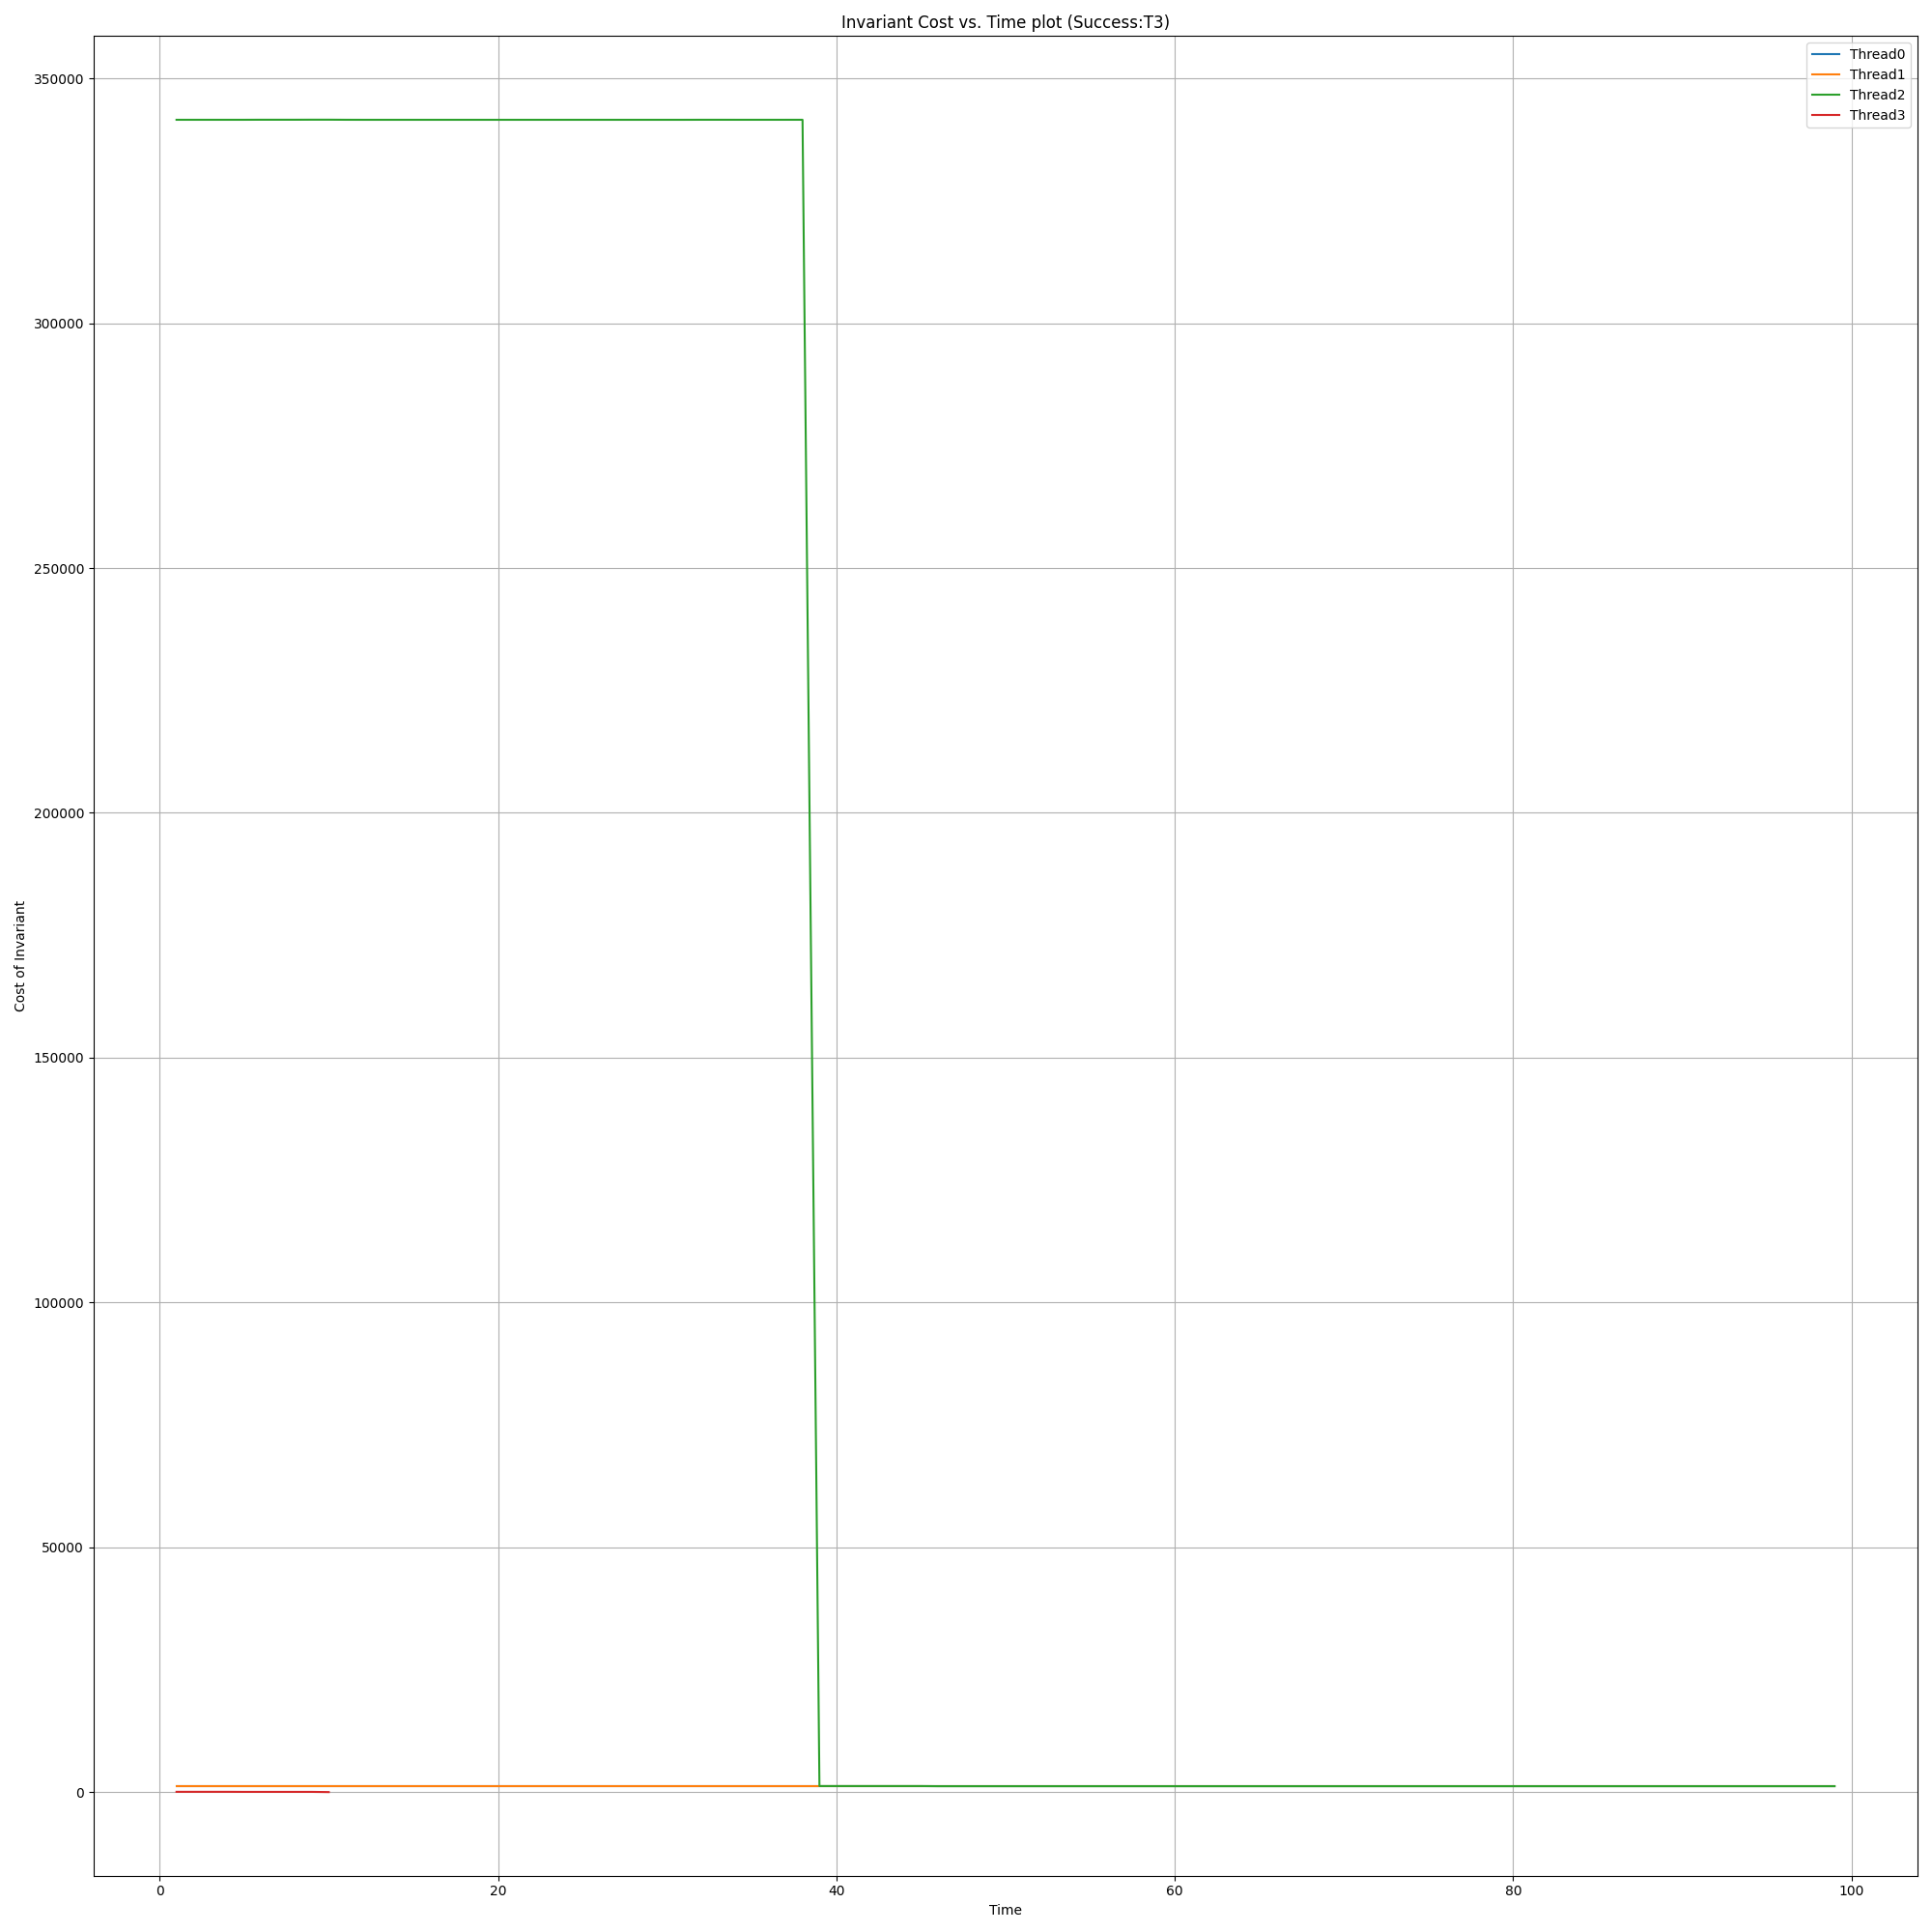 Invariant Cost vs. Time plot (Success:T3)
Thread0
Thread1
Thread2
Thread3
350000
300000
250000
200000
150000
100000
50000
0
Cost of Invariant
0 20 40 60 80 100
Time